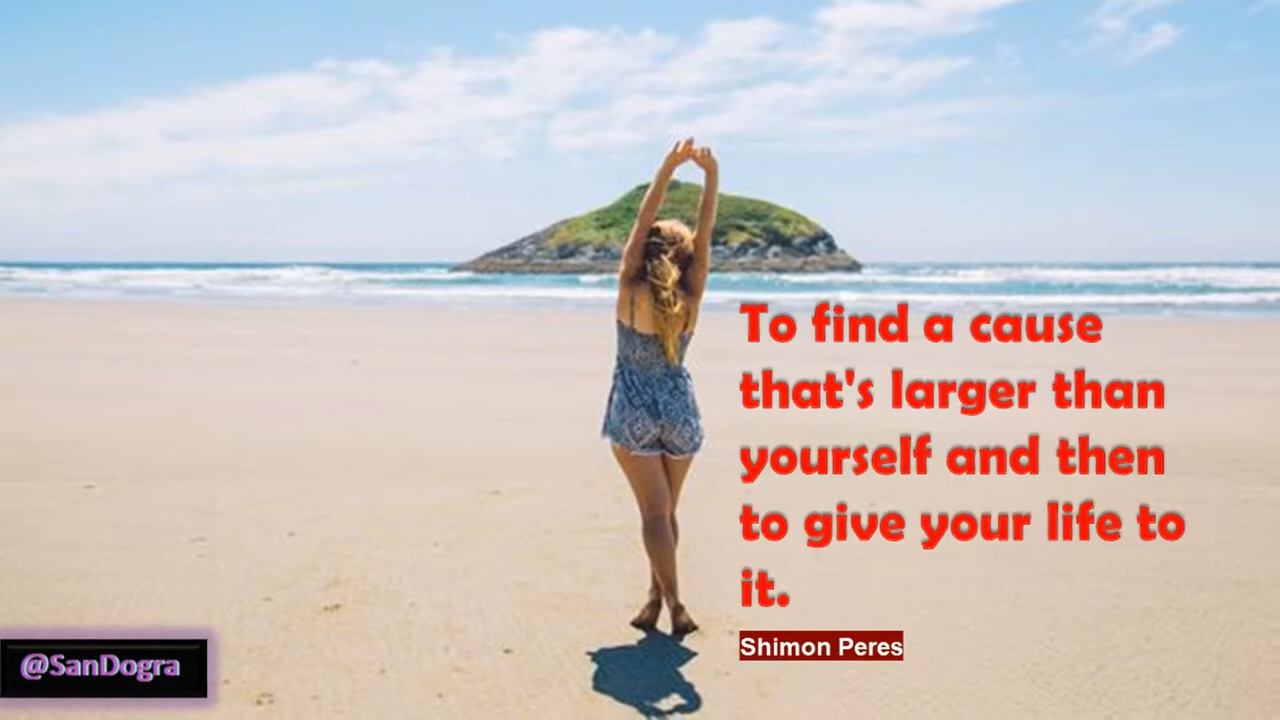 To find a cause
that's larger than
yourself and then
to give your life to
it.
Shimon Peres
@SanDogra